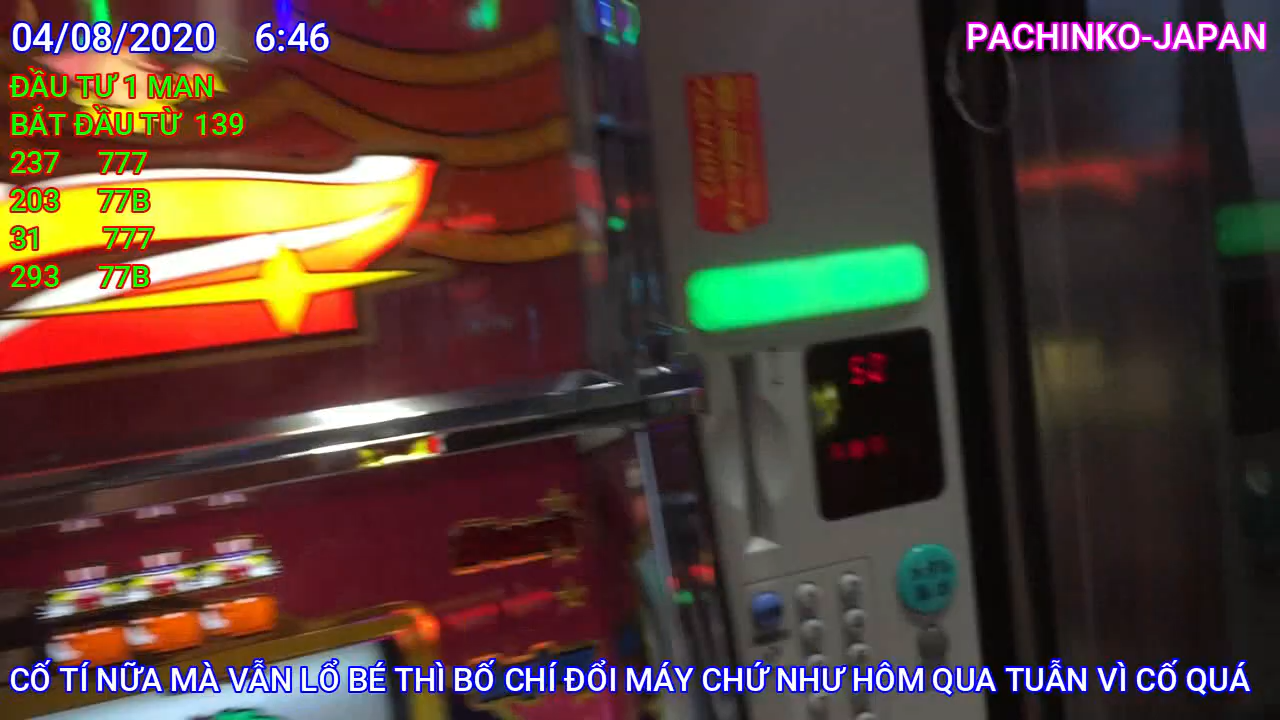 04/08/2020 6:46
PACHINKO-JAPAN
ĐẦU TƯ 1 MAN
BẮT ĐẦU TỪ 139
237 777
203 77B
31 777
293 77B
CỐ TÍ NỮA MÀ VẪN LỔ BÉ THÌ BỐ CHÍ ĐỔI MÁY CHỨ NHƯ HÔM QUA TUẪN VÌ CỐ QUÁ